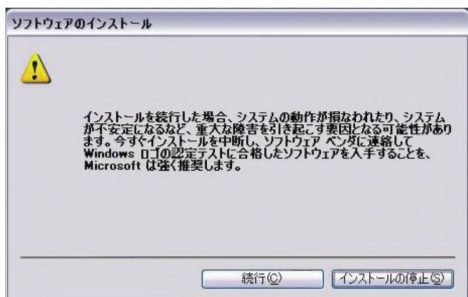 ソフトウェアのインストール
インストールを続行した場合、システムの動作が損なわれたり、システム
が不安定になるなど、重大な障害を引き起こす要因となる可能性があり
ます。今すぐインストールを中断し、ソフトウェア ベンダに連絡して
Windows ロゴの認定テストに合格したソフトウェアを入手することを、
Microsoft は強く推奨します。
続行(C)
インストールの停止(S)